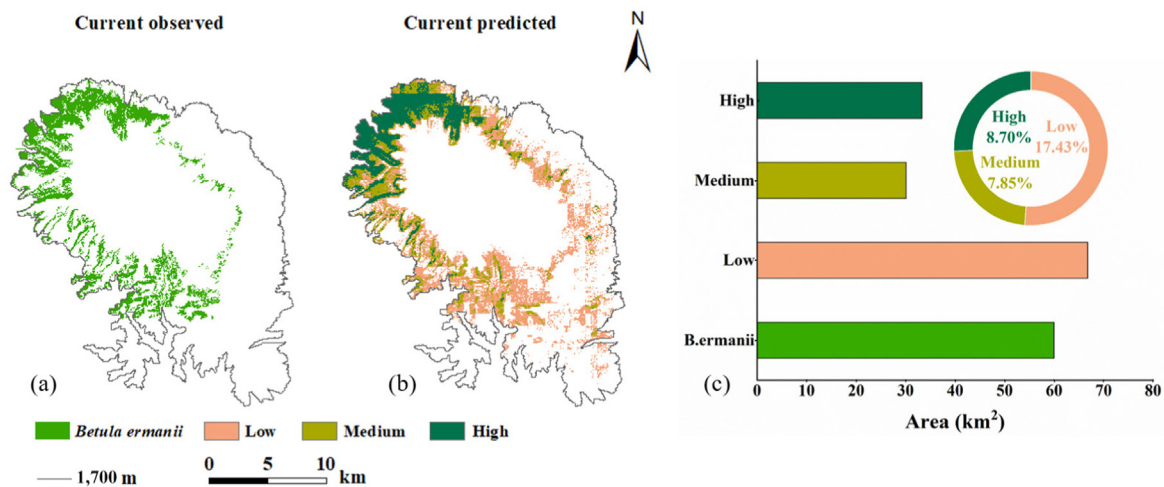 Current observed
Current predicted
N
(a)
(b)
Betula ermanii
Low
Medium
High
1,700 m
0
5
10
km
High
Medium
Low
B.ermanii
High
8.70%
Low
17.43%
Medium
7.85%
(c)
0
10
20
30
40
50
60
70
80
Area (km²)